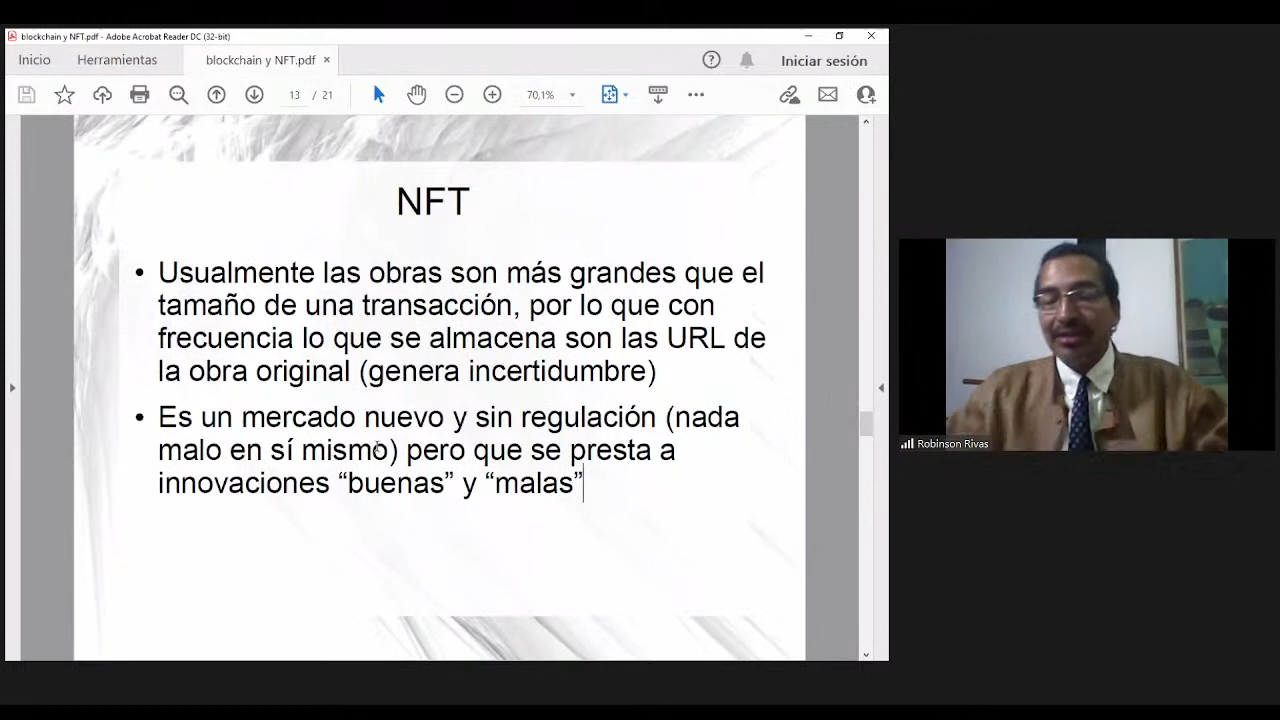 blockchain y NFT.pdf - Adobe Acrobat Reader DC (32-bit)
Inicio
Herramientas
blockchain y NFT.pdf ×
Iniciar sesión
13 / 21
70,1%
NFT
• Usualmente las obras son más grandes que el
tamaño de una transacción, por lo que con
frecuencia lo que se almacena son las URL de
la obra original (genera incertidumbre)
• Es un mercado nuevo y sin regulación (nada
malo en sí mismo) pero que se presta a
innovaciones “buenas” y “malas”
Robinson Rivas